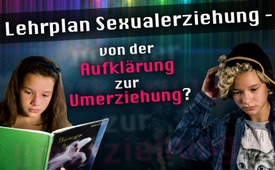 Lehrplan Sexualerziehung -
von der
Aufklärung
zur
Umerziehung?